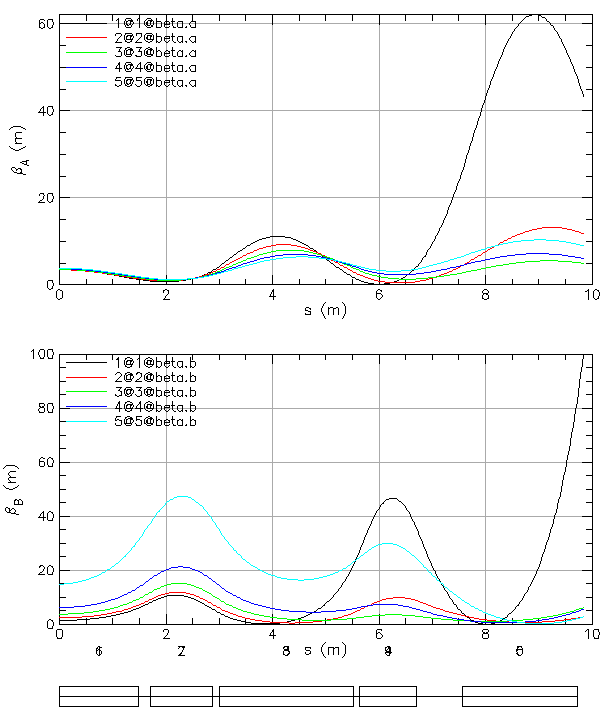 60
1@1@beta.a
2@2@beta.a
3@3@beta.a
4@4@beta.a
5@5@beta.a
40
20
0
β_A (m)
0 2 4 6 8 10
s (m)
100
1@1@beta.b
2@2@beta.b
3@3@beta.b
4@4@beta.b
5@5@beta.b
80
60
40
20
0
β_B (m)
0 2 4 6 8 10
s (m)